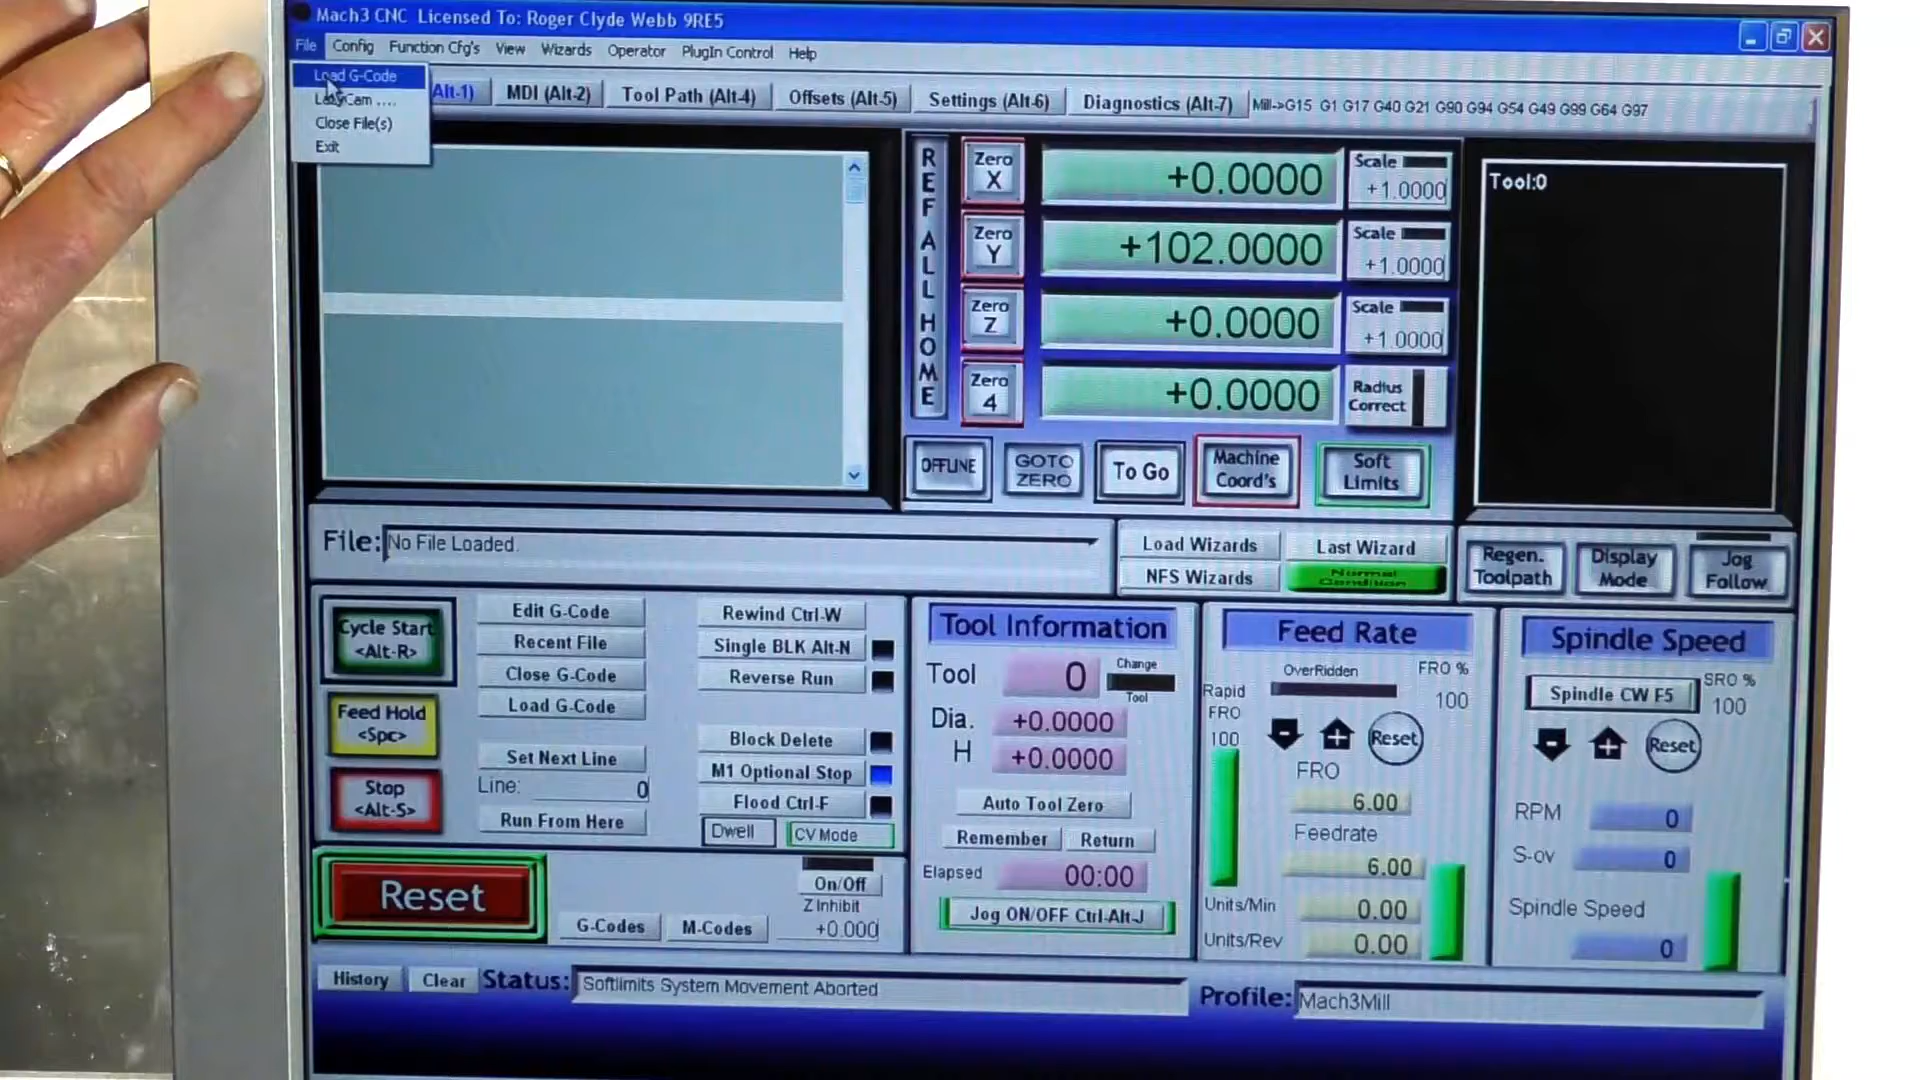 Mach3 CNC Licensed To: Roger Clyde Webb 9RE5
File Config Function Cfg's View Wizards Operator PlugIn Control Help
Load G-Code
LazyCam ....
Close File(s)
Exit
Alt-1) MDI (Alt-2) Tool Path (Alt-4) Offsets (Alt-5) Settings (Alt-6) Diagnostics (Alt-7) Mill->G15 G1 G17 G40 G21 G90 G94 G54 G49 G99 G64 G97
REF ALL HOME
Zero X +0.0000 Scale +1.0000
Zero Y +102.0000 Scale +1.0000
Zero Z +0.0000 Scale +1.0000
Zero 4 +0.0000 Radius Correct
OFFLINE GOTO ZERO To Go Machine Coord's Soft Limits
Tool:0
File: No File Loaded.
Load Wizards Last Wizard
NFS Wizards Normal Condition
Regen. Toolpath Display Mode Jog Follow
Cycle Start <Alt-R>
Feed Hold <Spc>
Stop <Alt-S>
Edit G-Code
Recent File
Close G-Code
Load G-Code
Set Next Line
Line: 0
Run From Here
Rewind Ctrl-W
Single BLK Alt-N
Reverse Run
Block Delete
M1 Optional Stop
Flood Ctrl-F
Dwell CV Mode
Reset
G-Codes M-Codes
On/Off
Z Inhibit
+0.000
Tool Information
Tool 0 Change Tool
Dia. +0.0000
H +0.0000
Auto Tool Zero
Remember Return
Elapsed 00:00
Jog ON/OFF Ctrl-Alt-J
Feed Rate
OverRidden FRO %
100
Rapid FRO 100
Reset
FRO
6.00
Feedrate
6.00
Units/Min 0.00
Units/Rev 0.00
Spindle Speed
Spindle CW F5 SRO % 100
Reset
RPM 0
S-ov 0
Spindle Speed
0
History Clear Status: Softlimits System Movement Aborted
Profile: Mach3Mill